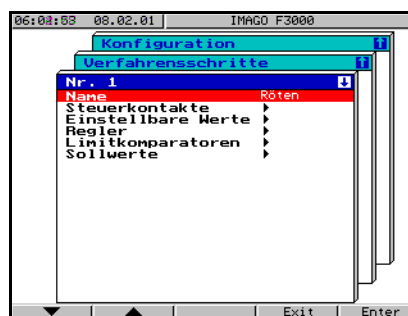 06:02:53 08.02.01 IMAGO F3000
Konfiguration
Verfahrensschritte
Nr. 1
Name Röten
Steuerkontakte
Einstellbare Werte
Regler
Limitkomparatoren
Sollwerte
Exit Enter